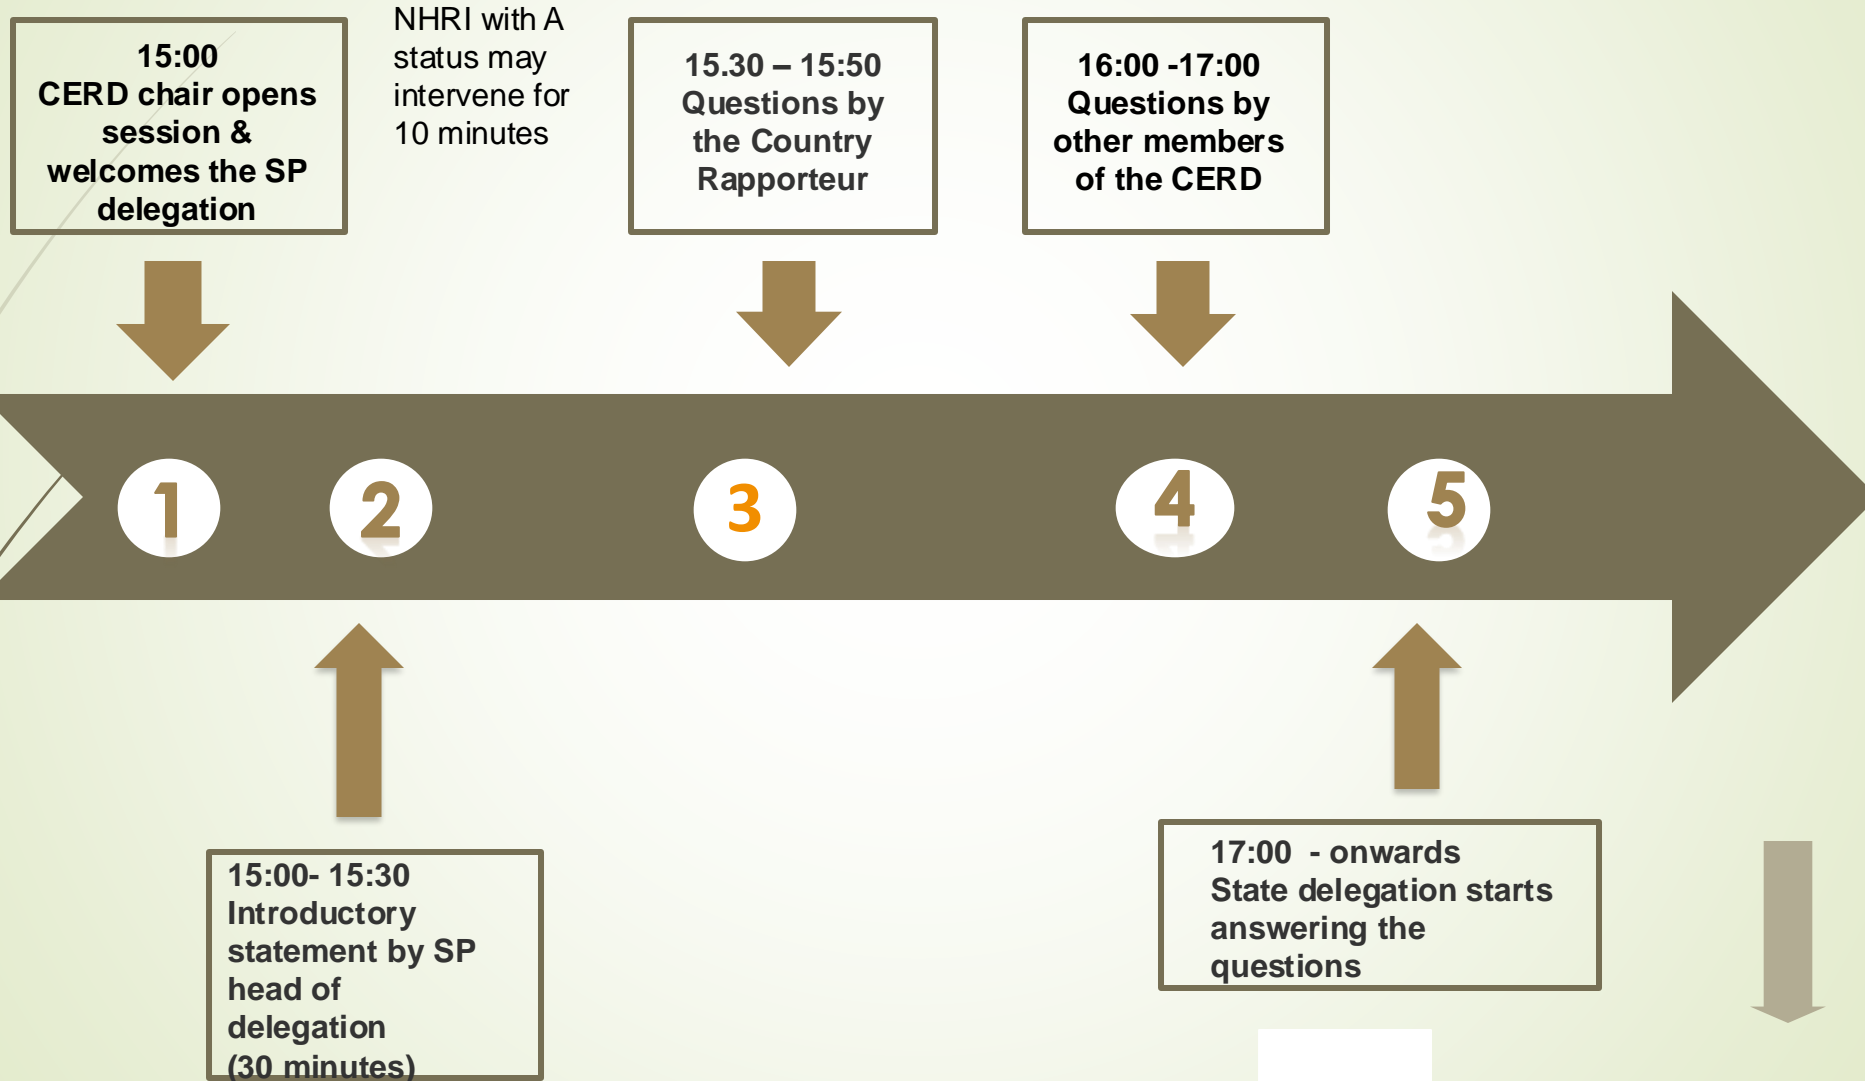 15:00
CERD chair opens
session &
welcomes the SP
delegation
NHRI with A
status may
intervene for
10 minutes
15.30 – 15:50
Questions by
the Country
Rapporteur
16:00 -17:00
Questions by
other members
of the CERD
1
2
3
4
5
15:00- 15:30
Introductory
statement by SP
head of
delegation
(30 minutes)
17:00 - onwards
State delegation starts
answering the
questions